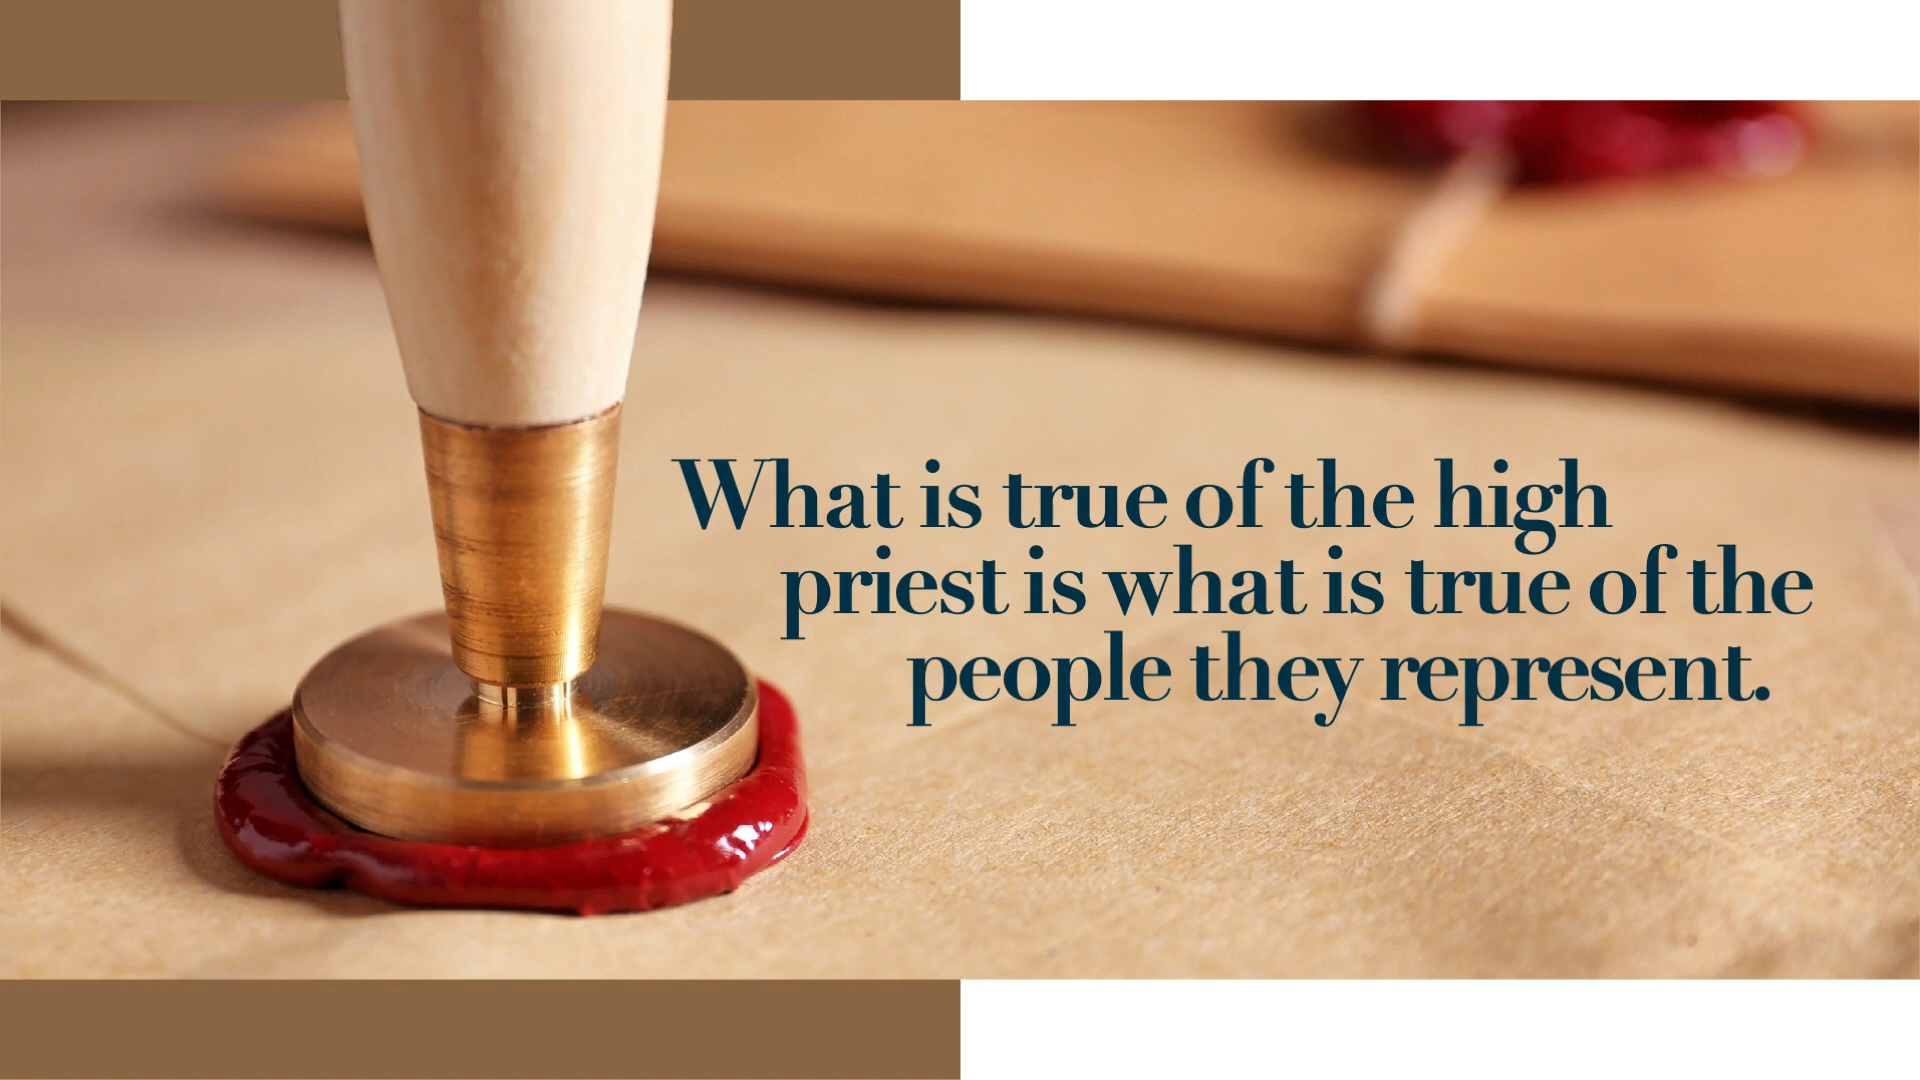 What is true of the high
priest is what is true of the
people they represent.